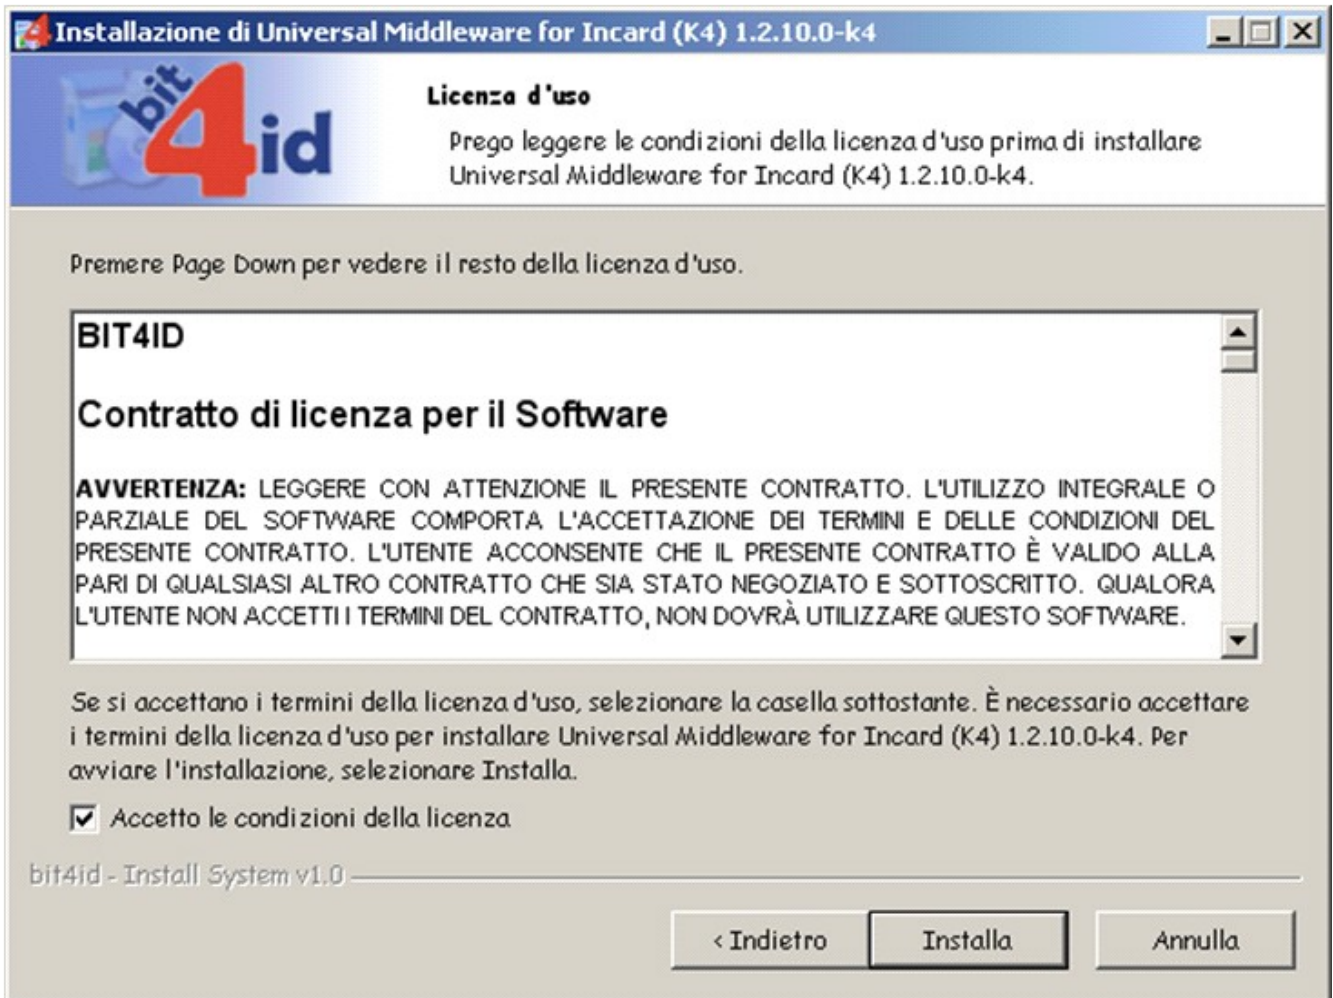 Installazione di Universal Middleware for Incard (K4) 1.2.10.0-k4
bit4id
Licenza d'uso
Prego leggere le condizioni della licenza d'uso prima di installare
Universal Middleware for Incard (K4) 1.2.10.0-k4.
Premere Page Down per vedere il resto della licenza d'uso.
BIT4ID
Contratto di licenza per il Software
AVVERTENZA: LEGGERE CON ATTENZIONE IL PRESENTE CONTRATTO. L'UTILIZZO INTEGRALE O
PARZIALE DEL SOFTWARE COMPORTA L'ACCETTAZIONE DEI TERMINI E DELLE CONDIZIONI DEL
PRESENTE CONTRATTO. L'UTENTE ACCONSENTE CHE IL PRESENTE CONTRATTO È VALIDO ALLA
PARI DI QUALSIASI ALTRO CONTRATTO CHE SIA STATO NEGOZIATO E SOTTOSCRITTO. QUALORA
L'UTENTE NON ACCETTI I TERMINI DEL CONTRATTO, NON DOVRÀ UTILIZZARE QUESTO SOFTWARE.
Se si accettano i termini della licenza d'uso, selezionare la casella sottostante. È necessario accettare
i termini della licenza d'uso per installare Universal Middleware for Incard (K4) 1.2.10.0-k4. Per
avviare l'installazione, selezionare Installa.
Accetto le condizioni della licenza
bit4id - Install System v1.0
< Indietro
Installa
Annulla